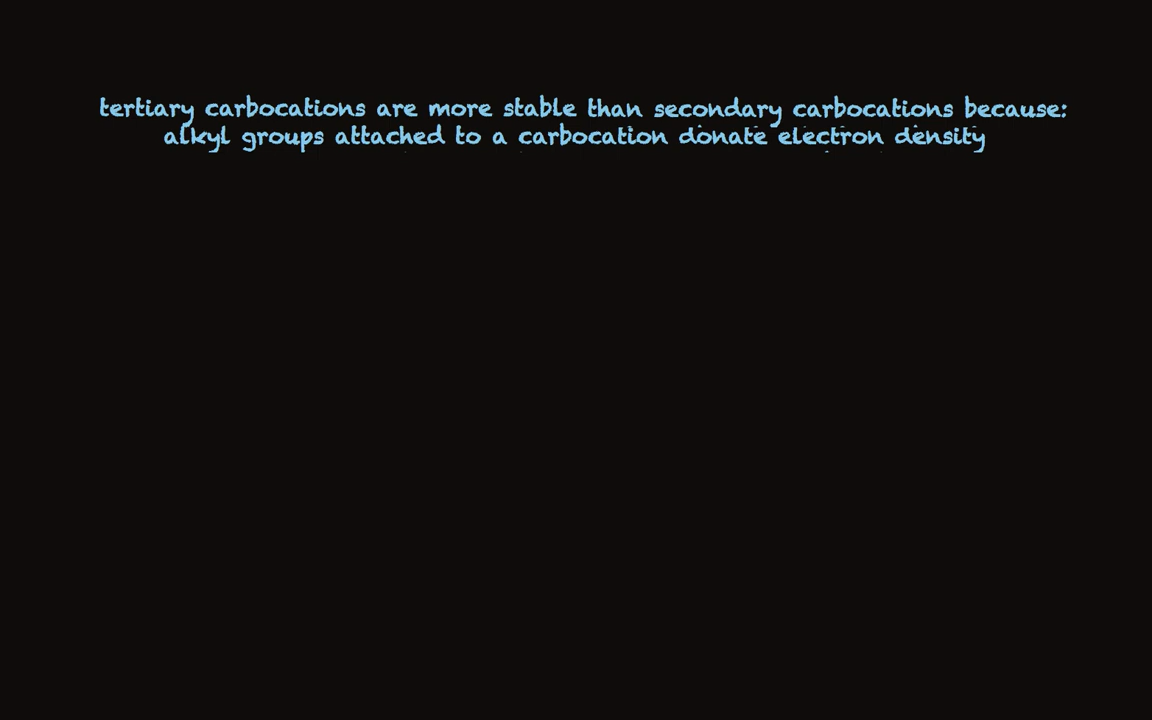 tertiary carbocations are more stable than secondary carbocations because:
alkyl groups attached to a carbocation donate electron density